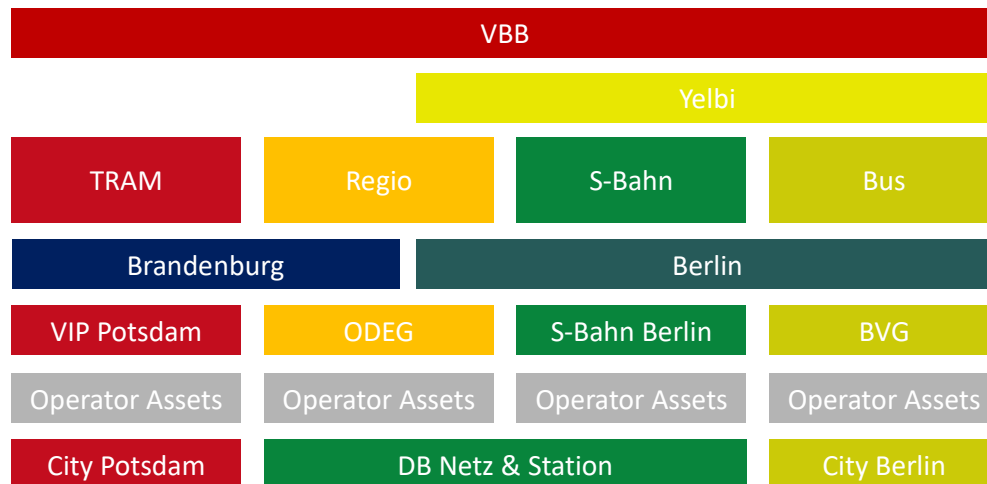 VBB
Yelbi
TRAM
Regio
S-Bahn
Bus
Brandenburg
Berlin
VIP Potsdam
ODEG
S-Bahn Berlin
BVG
Operator Assets
Operator Assets
Operator Assets
Operator Assets
City Potsdam
DB Netz & Station
City Berlin